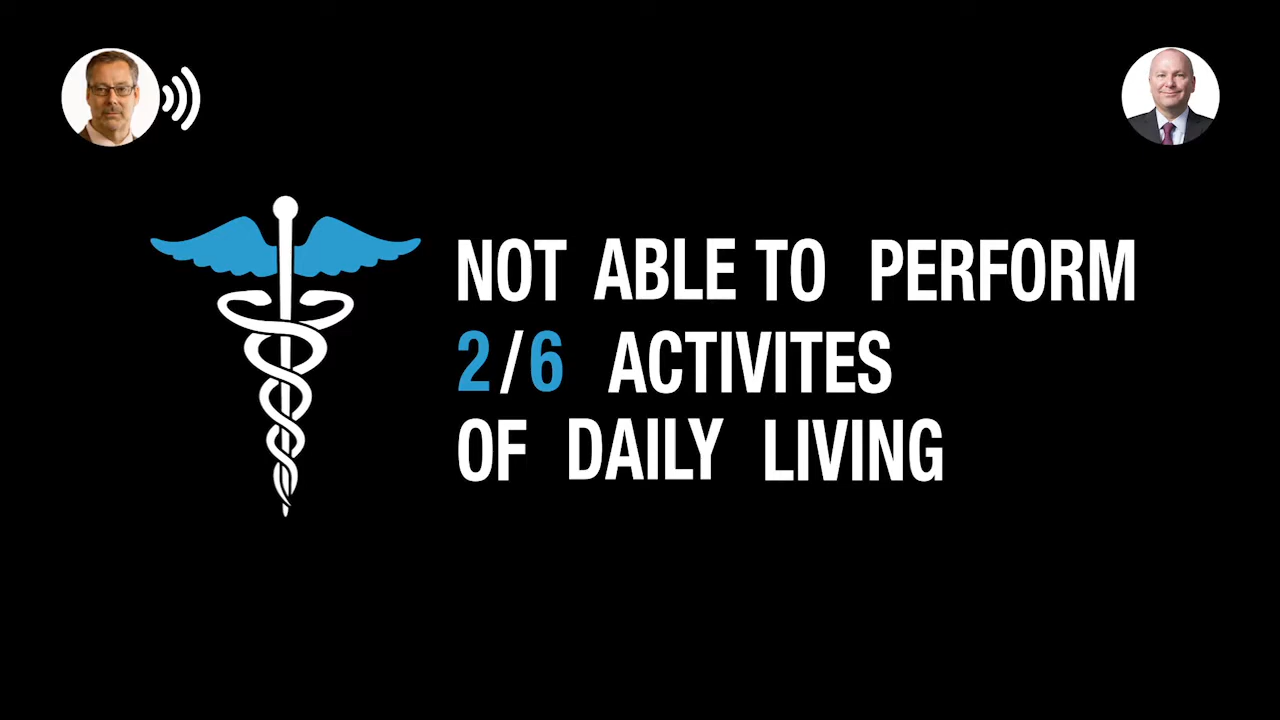 NOT ABLE TO PERFORM
2/6 ACTIVITES
OF DAILY LIVING